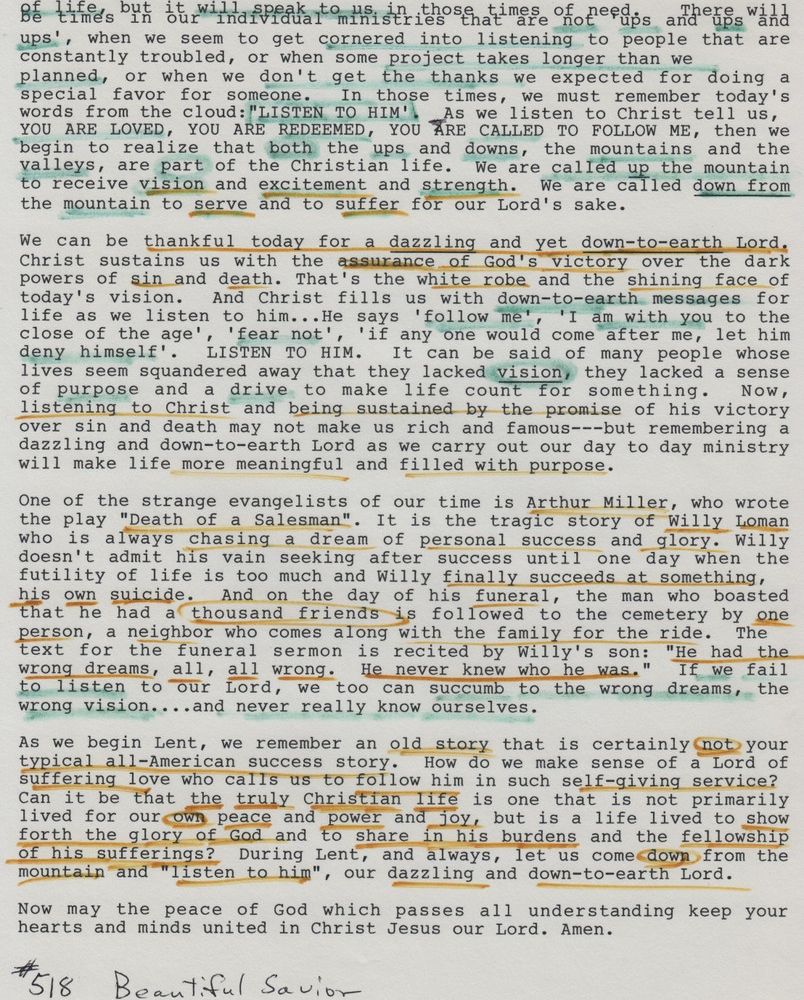 of life, but it will speak to us in those times of need. There will
be times in our individual ministries that are not 'ups and ups and
ups', when we seem to get cornered into listening to people that are
constantly troubled, or when some project takes longer than we
planned, or when we don't get the thanks we expected for doing a
special favor for someone. In those times, we must remember today's
words from the cloud:"LISTEN TO HIM'. As we listen to Christ tell us,
YOU ARE LOVED, YOU ARE REDEEMED, YOU ARE CALLED TO FOLLOW ME, then we
begin to realize that both the ups and downs, the mountains and the
valleys, are part of the Christian life. We are called up the mountain
to receive vision and excitement and strength. We are called down from
the mountain to serve and to suffer for our Lord's sake.
We can be thankful today for a dazzling and yet down-to-earth Lord.
Christ sustains us with the assurance of God's victory over the dark
powers of sin and death. That's the white robe and the shining face of
today's vision. And Christ fills us with down-to-earth messages for
life as we listen to him...He says 'follow me', 'I am with you to the
close of the age', 'fear not', 'if any one would come after me, let him
deny himself'. LISTEN TO HIM. It can be said of many people whose
lives seem squandered away that they lacked vision, they lacked a sense
of purpose and a drive to make life count for something. Now,
listening to Christ and being sustained by the promise of his victory
over sin and death may not make us rich and famous---but remembering a
dazzling and down-to-earth Lord as we carry out our day to day ministry
will make life more meaningful and filled with purpose.
One of the strange evangelists of our time is Arthur Miller, who wrote
the play "Death of a Salesman". It is the tragic story of Willy Loman
who is always chasing a dream of personal success and glory. Willy
doesn't admit his vain seeking after success until one day when the
futility of life is too much and Willy finally succeeds at something,
his own suicide. And on the day of his funeral, the man who boasted
that he had a thousand friends is followed to the cemetery by one
person, a neighbor who comes along with the family for the ride. The
text for the funeral sermon is recited by Willy's son: "He had the
wrong dreams, all, all wrong. He never knew who he was." If we fail
to listen to our Lord, we too can succumb to the wrong dreams, the
wrong vision....and never really know ourselves.
As we begin Lent, we remember an old story that is certainly not your
typical all-American success story. How do we make sense of a Lord of
suffering love who calls us to follow him in such self-giving service?
Can it be that the truly Christian life is one that is not primarily
lived for our own peace and power and joy, but is a life lived to show
forth the glory of God and to share in his burdens and the fellowship
of his sufferings? During Lent, and always, let us come down from the
mountain and "listen to him", our dazzling and down-to-earth Lord.
Now may the peace of God which passes all understanding keep your
hearts and minds united in Christ Jesus our Lord. Amen.
#518 Beautiful Savior